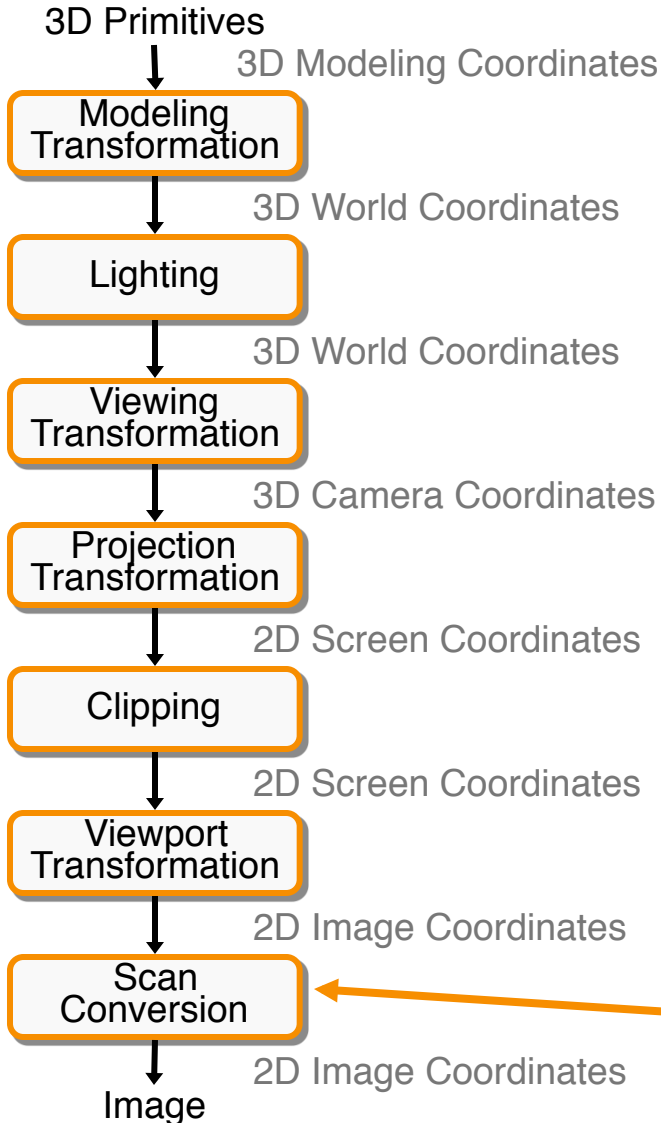 3D Primitives
3D Modeling Coordinates
Modeling
Transformation
3D World Coordinates
Lighting
3D World Coordinates
Viewing
Transformation
3D Camera Coordinates
Projection
Transformation
2D Screen Coordinates
Clipping
2D Screen Coordinates
Viewport
Transformation
2D Image Coordinates
Scan
Conversion
2D Image Coordinates
Image